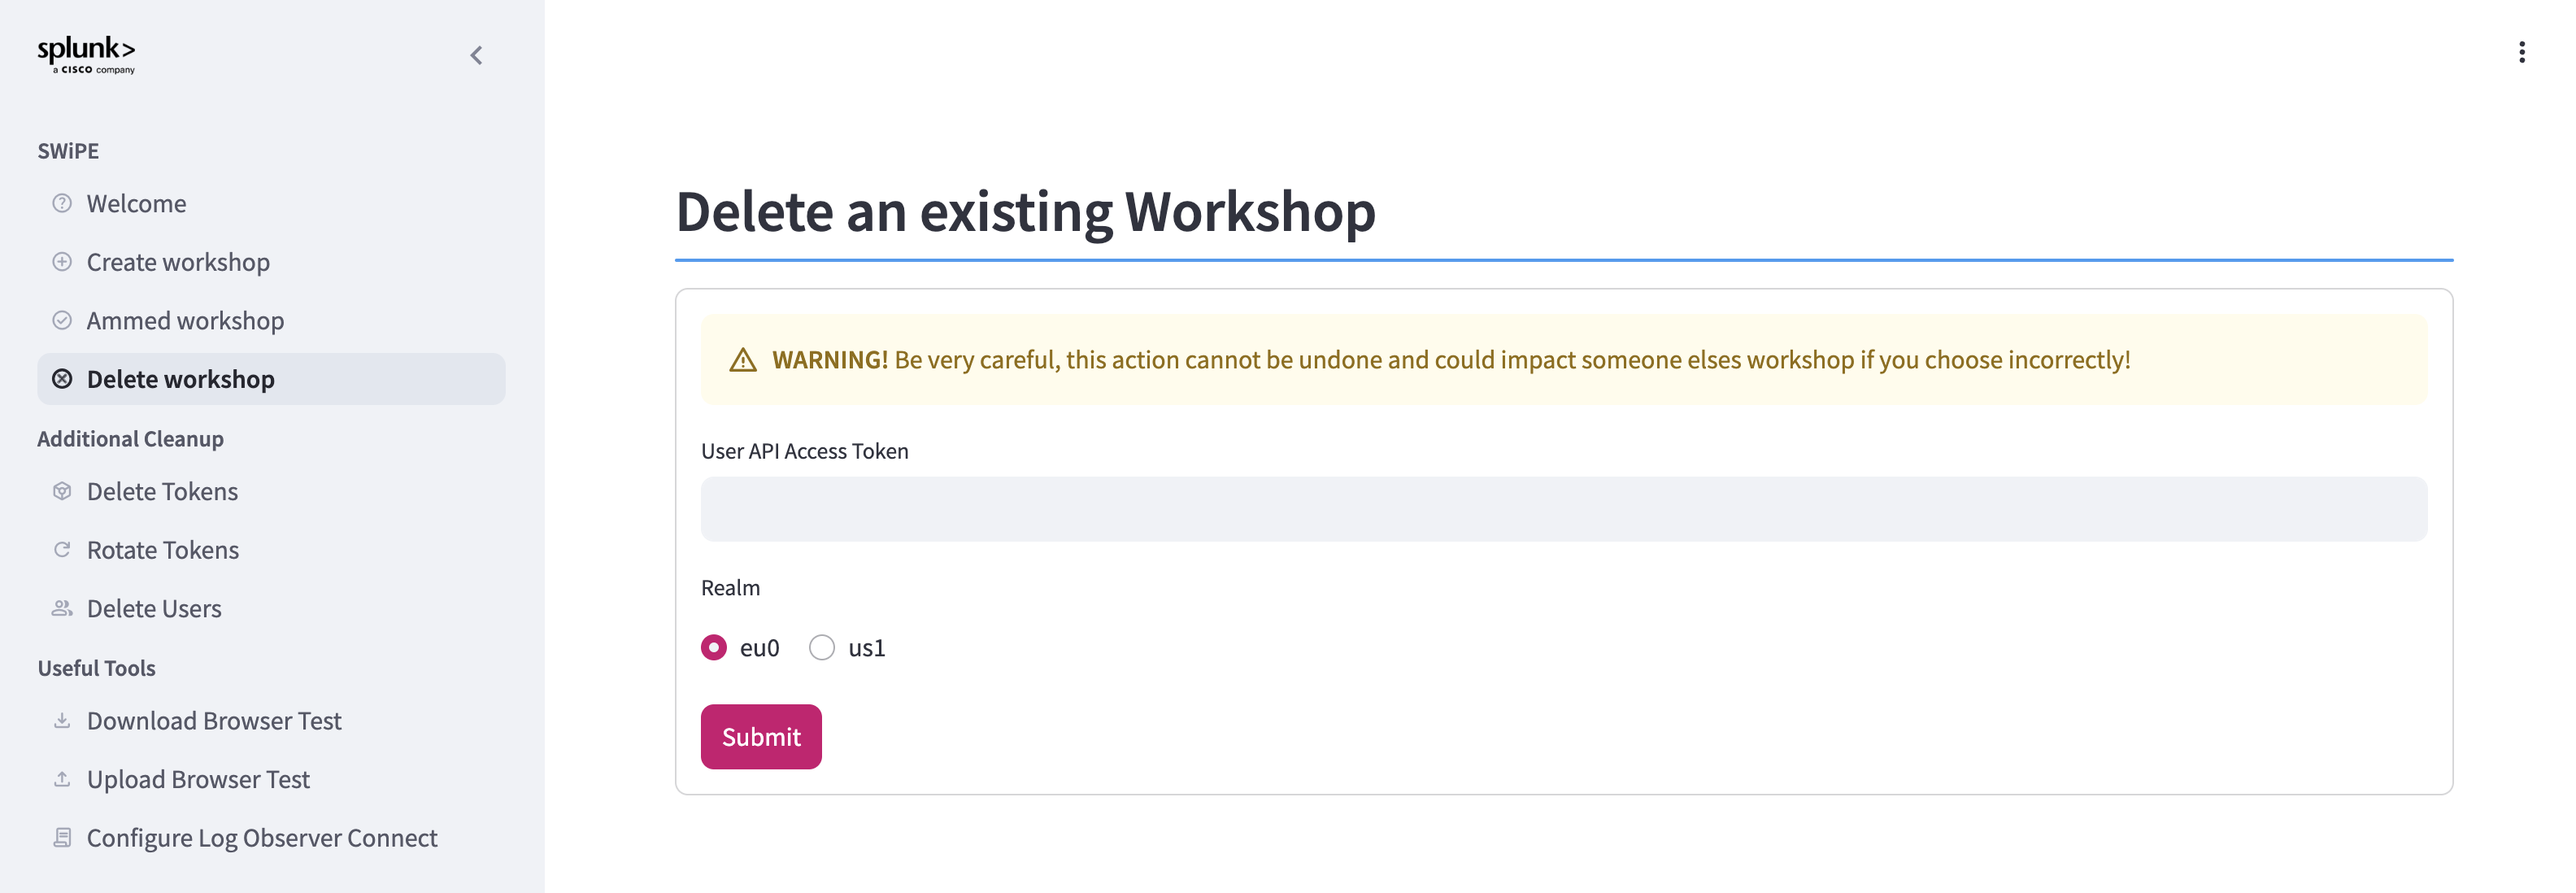 splunk>
a CISCO company
SWiPE
Welcome
Create workshop
Ammed workshop
Delete workshop
Additional Cleanup
Delete Tokens
Rotate Tokens
Delete Users
Useful Tools
Download Browser Test
Upload Browser Test
Configure Log Observer Connect
Delete an existing Workshop
WARNING! Be very careful, this action cannot be undone and could impact someone elses workshop if you choose incorrectly!
User API Access Token
Realm
eu0 us1
Submit